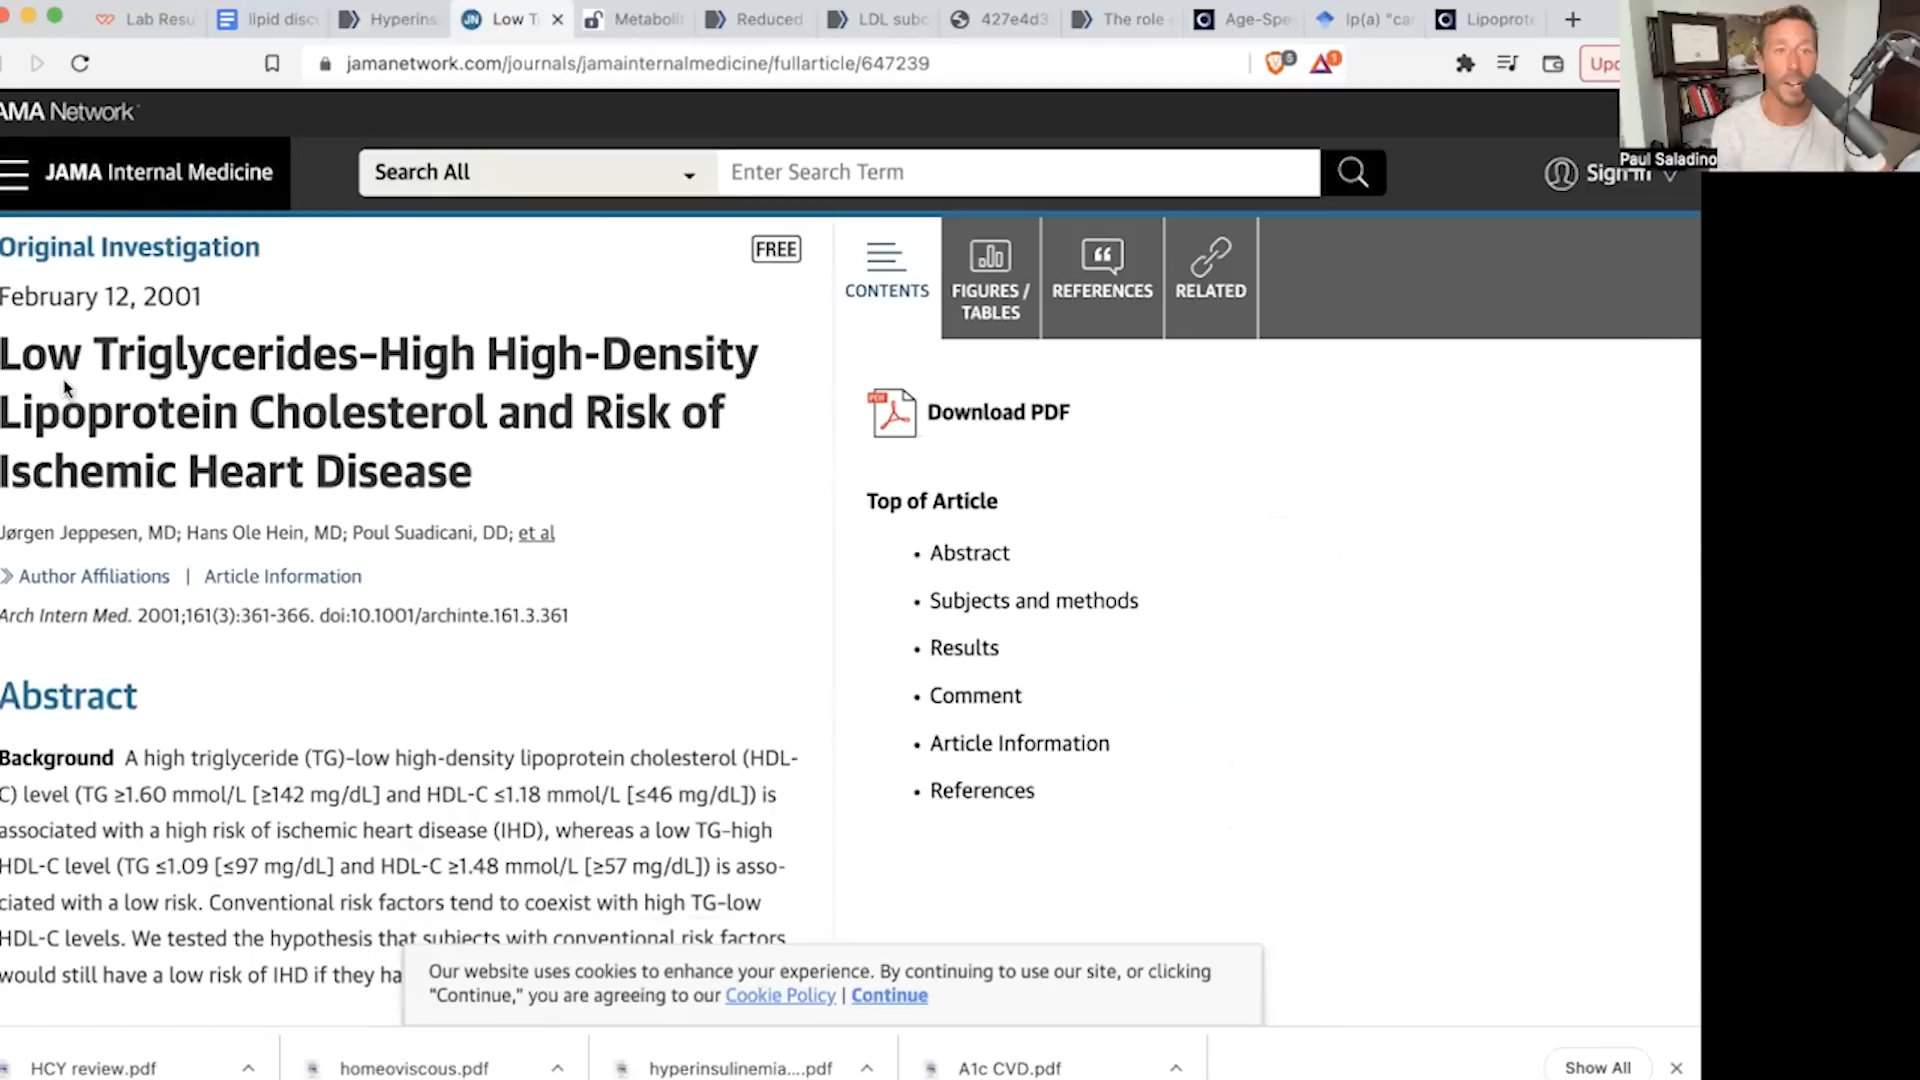 Lab Resu
lipid disc
Hyperins
Low T
Metaboli
Reduced
LDL subc
427e4d3
The role
Age-Spe
lp(a) "ca
Lipoprote
jamanetwork.com/journals/jamainternalmedicine/fullarticle/647239
5
1
Upd
Paul Saladino
AMA Network
JAMA Internal Medicine
Search All
Enter Search Term
Sign In
Original Investigation
FREE
February 12, 2001
Low Triglycerides–High High-Density
Lipoprotein Cholesterol and Risk of
Ischemic Heart Disease
Jørgen Jeppesen, MD; Hans Ole Hein, MD; Poul Suadicani, DD; et al
Author Affiliations | Article Information
Arch Intern Med. 2001;161(3):361-366. doi:10.1001/archinte.161.3.361
Abstract
Background A high triglyceride (TG)–low high-density lipoprotein cholesterol (HDL-
C) level (TG ≥1.60 mmol/L [≥142 mg/dL] and HDL-C ≤1.18 mmol/L [≤46 mg/dL]) is
associated with a high risk of ischemic heart disease (IHD), whereas a low TG–high
HDL-C level (TG ≤1.09 [≤97 mg/dL] and HDL-C ≥1.48 mmol/L [≥57 mg/dL]) is asso-
ciated with a low risk. Conventional risk factors tend to coexist with high TG–low
HDL-C levels. We tested the hypothesis that subjects with conventional risk factors
would still have a low risk of IHD if they ha
CONTENTS
FIGURES /
TABLES
REFERENCES
RELATED
PDF
Download PDF
Top of Article
• Abstract
• Subjects and methods
• Results
• Comment
• Article Information
• References
Our website uses cookies to enhance your experience. By continuing to use our site, or clicking
"Continue," you are agreeing to our Cookie Policy | Continue
HCY review.pdf
homeoviscous.pdf
hyperinsulinemia....pdf
A1c CVD.pdf
Show All